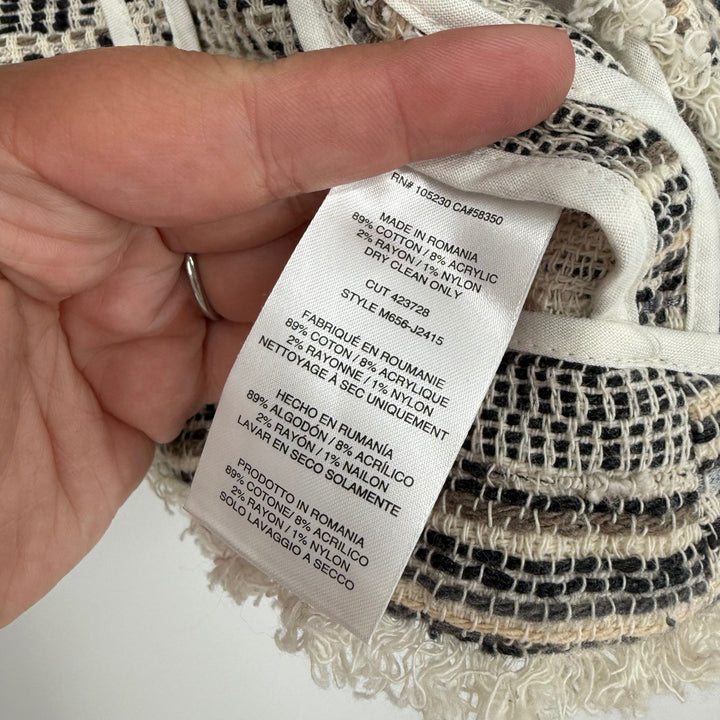 RN# 105230 CA#58350
MADE IN ROMANIA
89% COTTON / 8% ACRYLIC
2% RAYON / 1% NYLON
DRY CLEAN ONLY
CUT 423728
STYLE M656-J2415
FABRIQUÉ EN ROUMANIE
89% COTON / 8% ACRYLIQUE
2% RAYONNE / 1% NYLON
NETTOYAGE À SEC UNIQUEMENT
HECHO EN RUMANÍA
89% ALGODÓN / 8% ACRÍLICO
2% RAYÓN / 1% NAILON
LAVAR EN SECO SOLAMENTE
PRODOTTO IN ROMANIA
89% COTONE/ 8% ACRILICO
2% RAYON / 1% NYLON
SOLO LAVAGGIO A SECCO